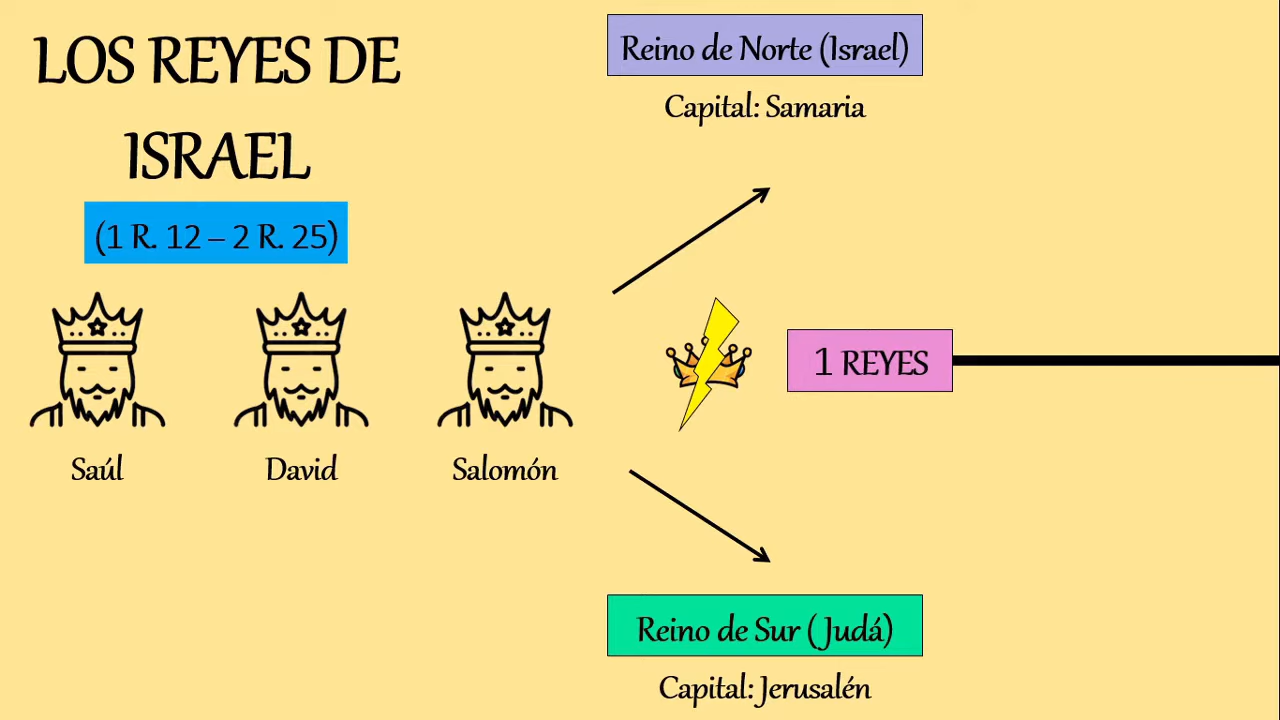 LOS REYES DE
ISRAEL
(1 R. 12 – 2 R. 25)
Saúl
David
Salomón
Reino de Norte (Israel)
Capital: Samaria
1 REYES
Reino de Sur ( Judá)
Capital: Jerusalén